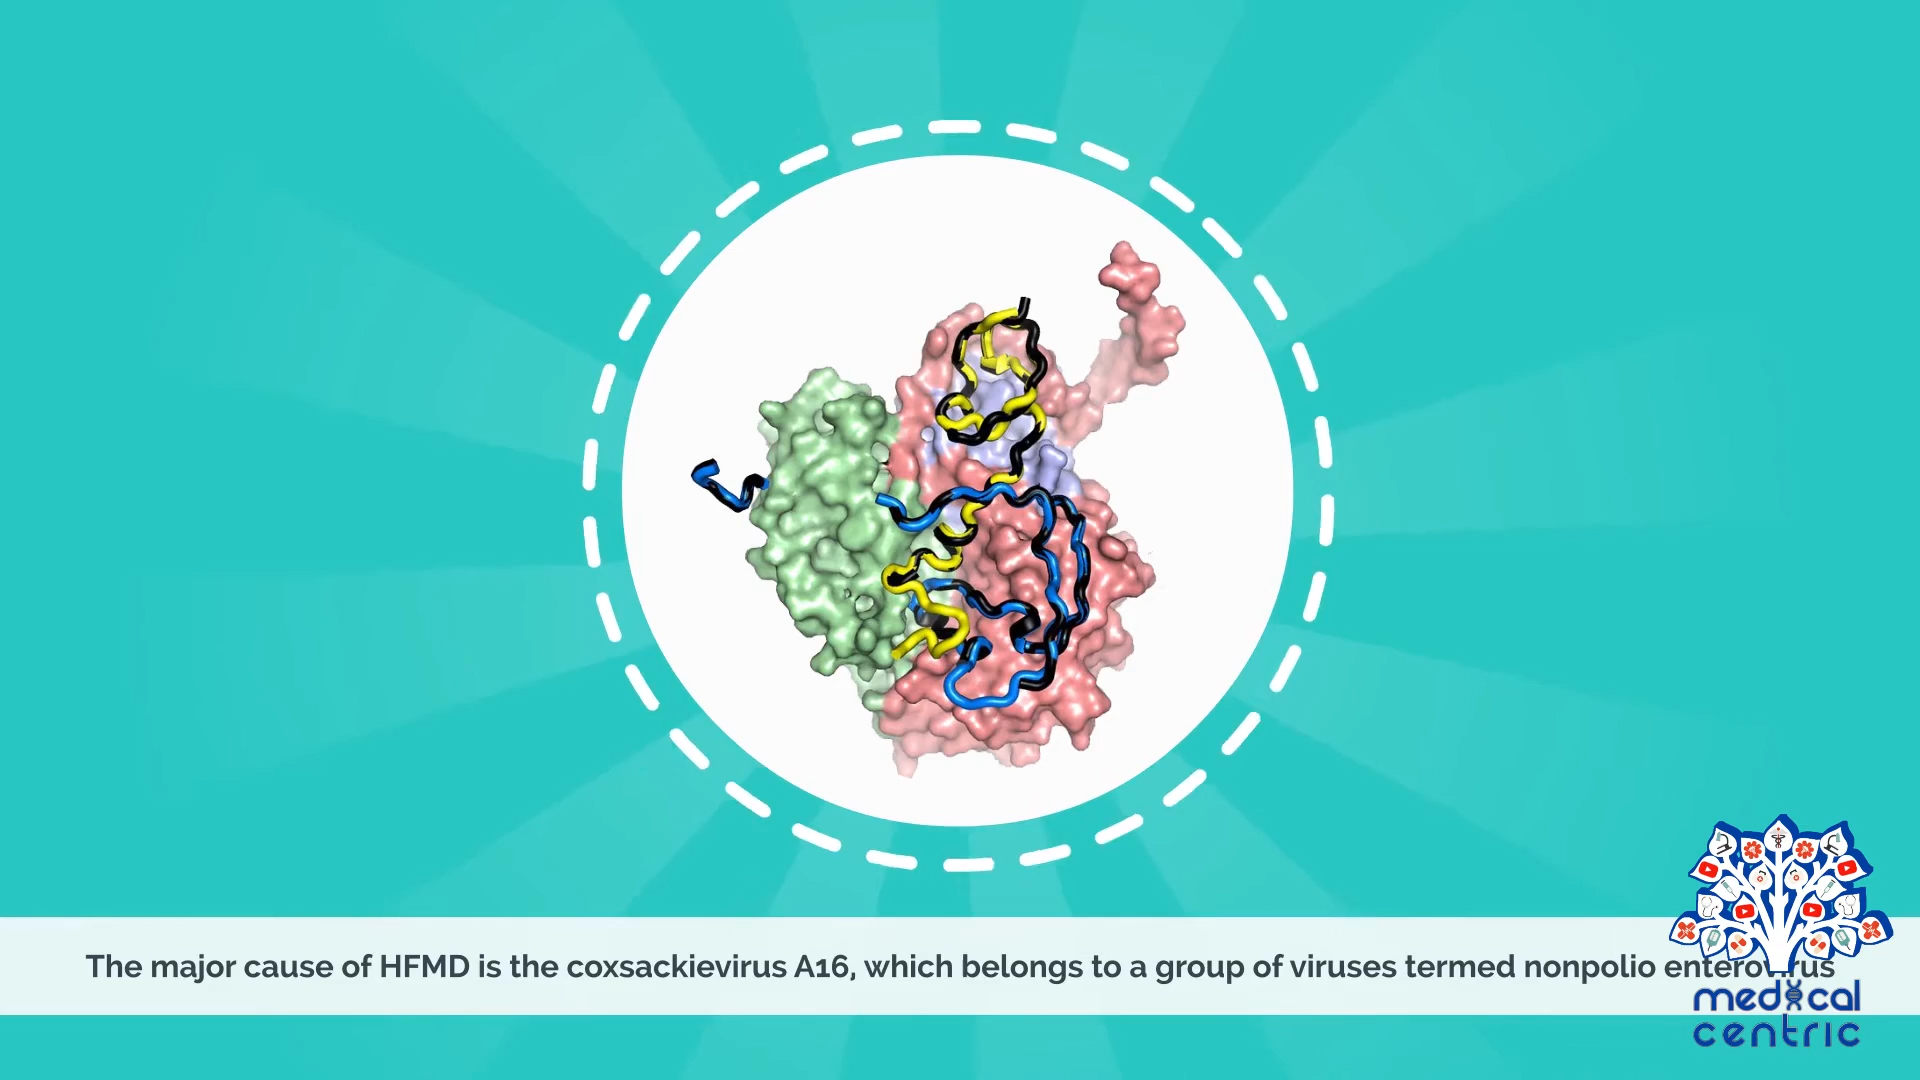 The major cause of HFMD is the coxsackievirus A16, which belongs to a group of viruses termed nonpolio enterovirus
medical
centric